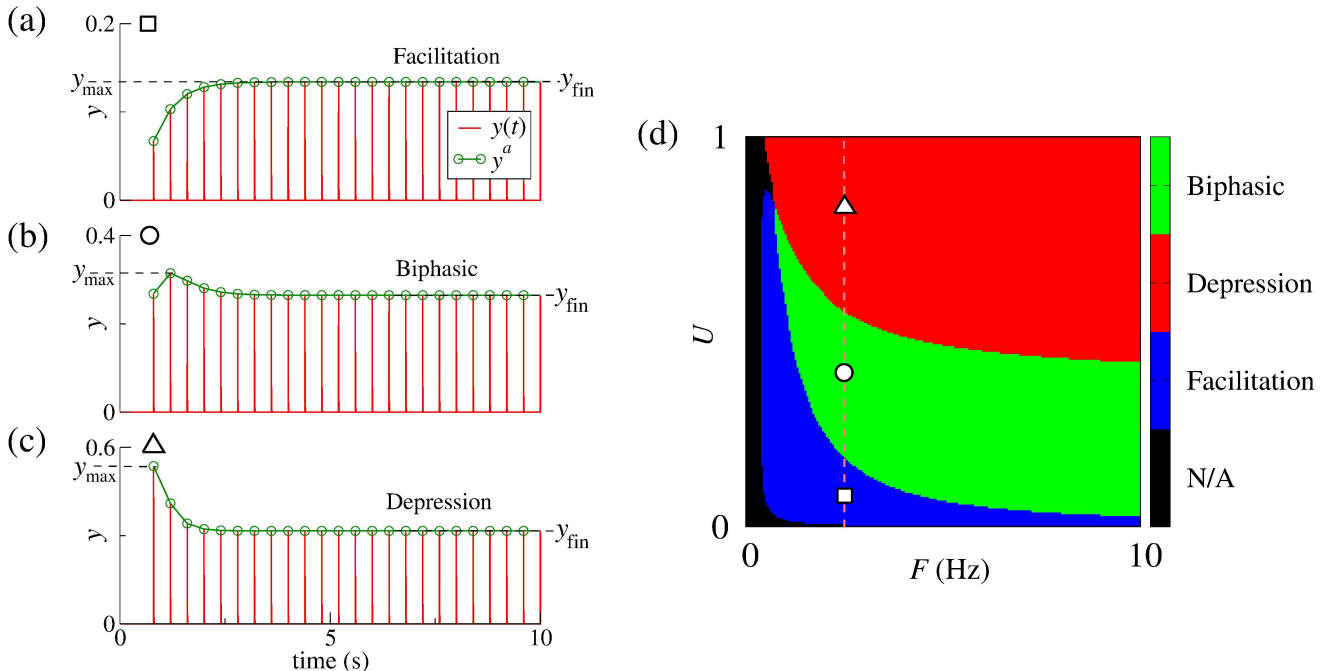 (a)
0.2
Facilitation
y_max
y_fin
y
y(t)
y^a
0
(b)
0.4
Biphasic
y_max
y_fin
y
0
(c)
0.6
y_max
Depression
y_fin
y
0
0 5 10
time (s)
(d)
1
U
0
0 10
F (Hz)
Biphasic
Depression
Facilitation
N/A